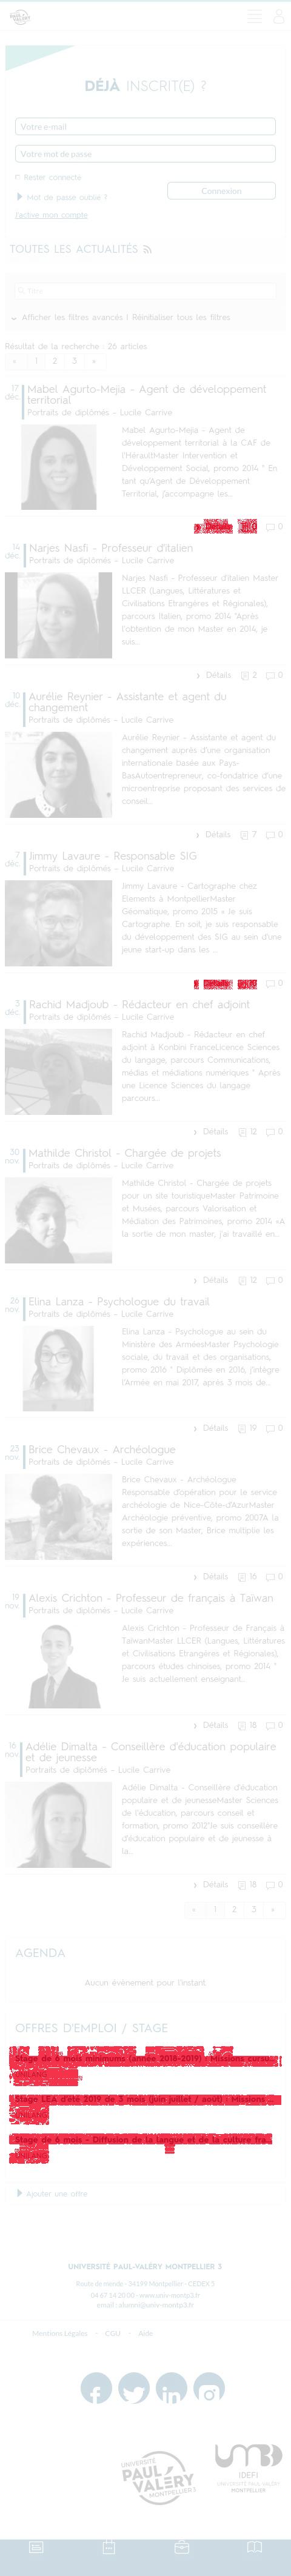 UNIVERSITÉ
PAUL
VALÉRY
DÉJÀ INSCRIT(E) ?
Votre e-mail
Votre mot de passe
Rester connecté
Connexion
Mot de passe oublié ?
J'active mon compte
TOUTES LES ACTUALITÉS
Filtre
Afficher les filtres avancés | Réinitialiser tous les filtres
Résultat de la recherche : 26 articles
« 1 2 3 »
17 déc. Mabel Agurto-Mejia - Agent de développement
territorial
Portraits de diplômés - Lucile Carrive
Mabel Agurto-Mejia - Agent de
développement territorial à la CAF de
l'HéraultMaster Intervention et
Développement Social, promo 2014 " En
tant qu'Agent de Développement
Territorial, j'accompagne les...
Détails 0
14 déc. Narjes Nasfi - Professeur d'italien
Portraits de diplômés - Lucile Carrive
Narjes Nasfi - Professeur d'italien Master
LLCER (Langues, Littératures et
Civilisations Etrangères et Régionales),
parcours Italien, promo 2014 "Après
l'obtention de mon Master en 2014, je
suis...
Détails 2 0
10 déc. Aurélie Reynier - Assistante et agent du
changement
Portraits de diplômés - Lucile Carrive
Aurélie Reynier - Assistante et agent du
changement auprès d'une organisation
internationale basée aux Pays-
BasAutoentrepreneur, co-fondatrice d'une
microentreprise proposant des services de
conseil...
Détails 7 0
7 déc. Jimmy Lavaure - Responsable SIG
Portraits de diplômés - Lucile Carrive
Jimmy Lavaure - Cartographe chez
Elements à MontpellierMaster
Géomatique, promo 2015 « Je suis
Cartographe. En soit, je suis responsable
du développement des SIG au sein d'une
jeune start-up dans les ...
Détails 0
3 déc. Rachid Madjoub - Rédacteur en chef adjoint
Portraits de diplômés - Lucile Carrive
Rachid Madjoub - Rédacteur en chef
adjoint à Konbini FranceLicence Sciences
du langage, parcours Communications,
médias et médiations numériques " Après
une Licence Sciences du langage
parcours...
Détails 12 0
30 nov. Mathilde Christol - Chargée de projets
Portraits de diplômés - Lucile Carrive
Mathilde Christol - Chargée de projets
pour un site touristiqueMaster Patrimoine
et Musées, parcours Valorisation et
Médiation des Patrimoines, promo 2014 «A
la sortie de mon master, j'ai travaillé en...
Détails 12 0
26 nov. Elina Lanza - Psychologue du travail
Portraits de diplômés - Lucile Carrive
Elina Lanza - Psychologue au sein du
Ministère des ArméesMaster Psychologie
sociale, du travail et des organisations,
promo 2016 " Diplômée en 2016, j'intègre
l'Armée en mai 2017, après 3 mois de...
Détails 19 0
23 nov. Brice Chevaux - Archéologue
Portraits de diplômés - Lucile Carrive
Brice Chevaux - Archéologue
Responsable d'opération pour le service
archéologie de Nice-Côte-d'AzurMaster
Archéologie préventive, promo 2007"A la
sortie de son Master, Brice multiplie les
expériences...
Détails 16 0
19 nov. Alexis Crichton - Professeur de français à Taïwan
Portraits de diplômés - Lucile Carrive
Alexis Crichton - Professeur de Français à
TaïwanMaster LLCER (Langues, Littératures
et Civilisations Etrangères et Régionales),
parcours études chinoises, promo 2014 "
Je suis actuellement enseignant...
Détails 18 0
16 nov. Adélie Dimalta - Conseillère d'éducation populaire
et de jeunesse
Portraits de diplômés - Lucile Carrive
Adélie Dimalta - Conseillère d'éducation
populaire et de jeunesseMaster Sciences
de l'éducation, parcours conseil et
formation, promo 2012"Je suis conseillère
d'éducation populaire et de jeunesse à
la...
Détails 18 0
« 1 2 3 »
AGENDA
Aucun événement pour l'instant.
OFFRES D'EMPLOI / STAGE
Stage de 6 mois minimums (année 2018-2019) : Missions cursu...
UNILANG
Stage LEA d'été 2019 de 3 mois (juin juillet / août) : Missions ...
UNILANG
Stage de 6 mois - Diffusion de la langue et de la culture fra...
UNILANG
Ajouter une offre
UNIVERSITÉ PAUL-VALÉRY MONTPELLIER 3
Route de mende - 34199 Montpellier - CEDEX 5
04 67 14 20 00 - www.univ-montp3.fr
email : alumni@univ-montp3.fr
Mentions Légales - CGU - Aide
UNIVERSITÉ
PAUL
VALÉRY
MONTPELLIER 3
IDEFI
UNIVERSITÉ PAUL VALÉRY
MONTPELLIER